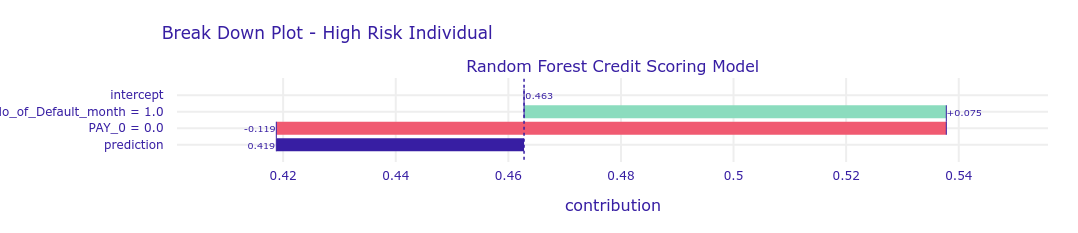 Break Down Plot - High Risk Individual
Random Forest Credit Scoring Model
intercept
0.463
o_of_Default_month = 1.0
+0.075
PAY_0 = 0.0
-0.119
prediction
0.419
0.42 0.44 0.46 0.48 0.5 0.52 0.54
contribution